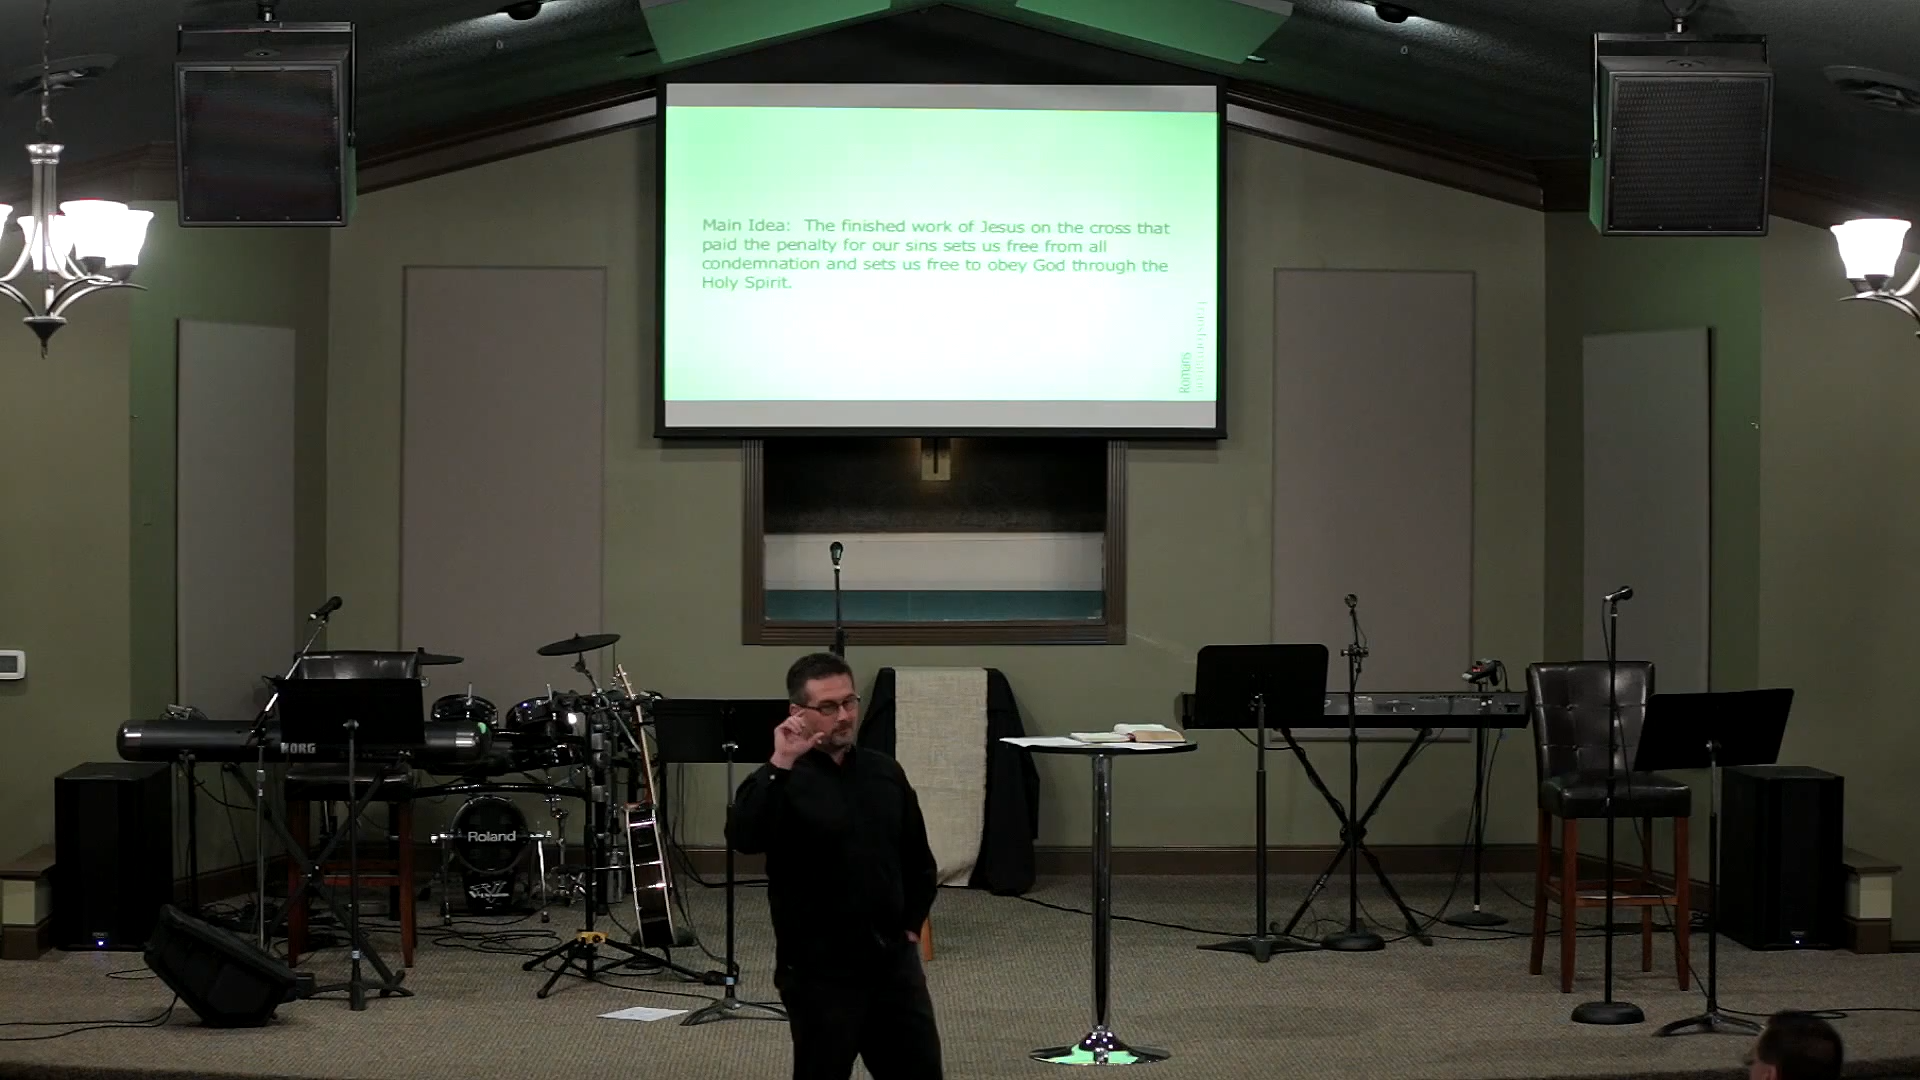 Main Idea:  The finished work of Jesus on the cross that
paid the penalty for our sins sets us free from all
condemnation and sets us free to obey God through the
Holy Spirit.
Romans
KORG
Roland